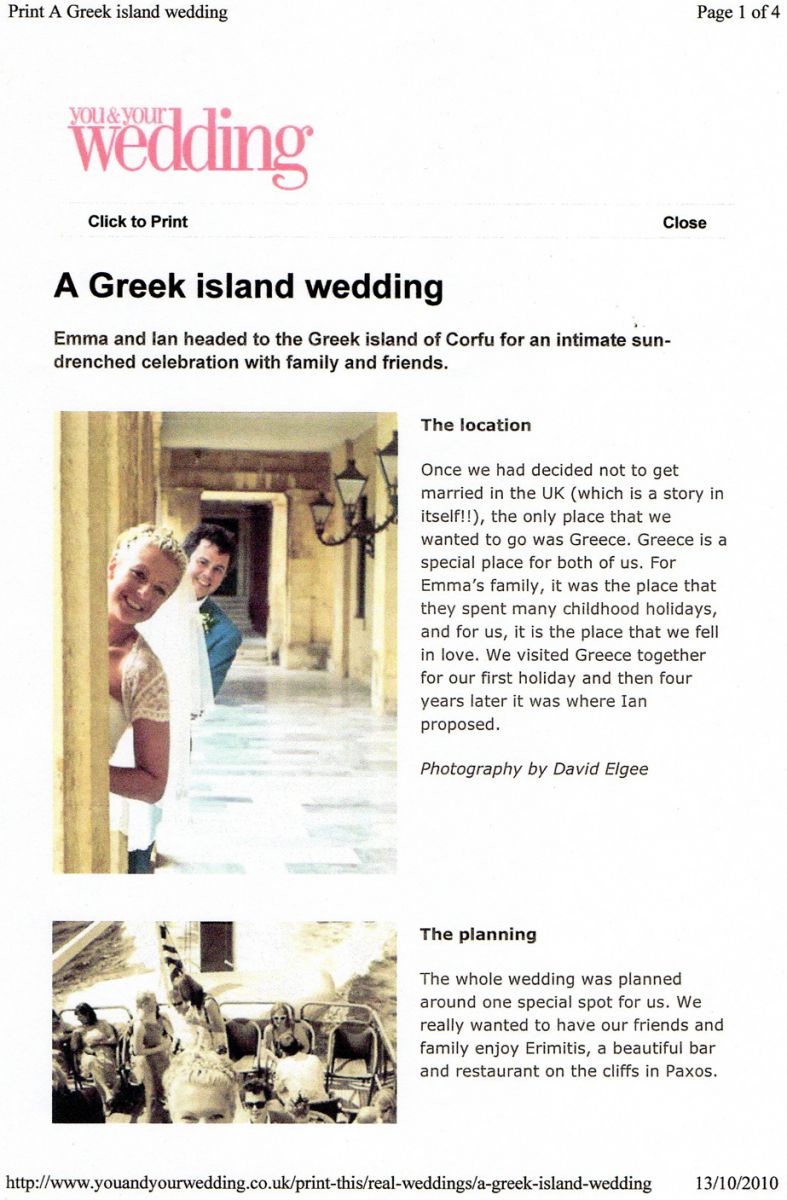 Print A Greek island wedding
Page 1 of 4
you & your
wedding
Click to Print
Close
A Greek island wedding
Emma and Ian headed to the Greek island of Corfu for an intimate sun-
drenched celebration with family and friends.
The location
Once we had decided not to get
married in the UK (which is a story in
itself!!), the only place that we
wanted to go was Greece. Greece is a
special place for both of us. For
Emma's family, it was the place that
they spent many childhood holidays,
and for us, it is the place that we fell
in love. We visited Greece together
for our first holiday and then four
years later it was where Ian
proposed.
Photography by David Elgee
The planning
The whole wedding was planned
around one special spot for us. We
really wanted to have our friends and
family enjoy Erimitis, a beautiful bar
and restaurant on the cliffs in Paxos.
http://www.youandyourwedding.co.uk/print-this/real-weddings/a-greek-island-wedding
13/10/2010